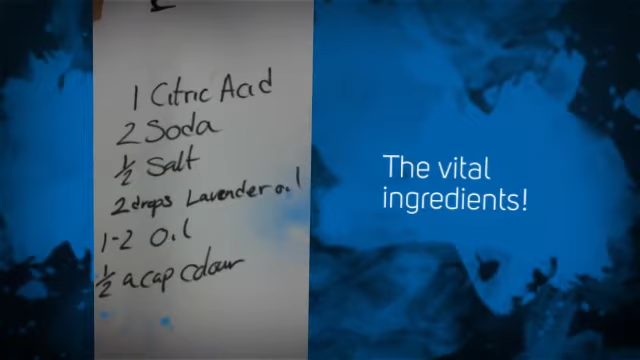 1 Citric Acid
2 Soda
½ Salt
2 drops Lavender oil
1-2 Oil
½ a cap colour
The vital
ingredients!